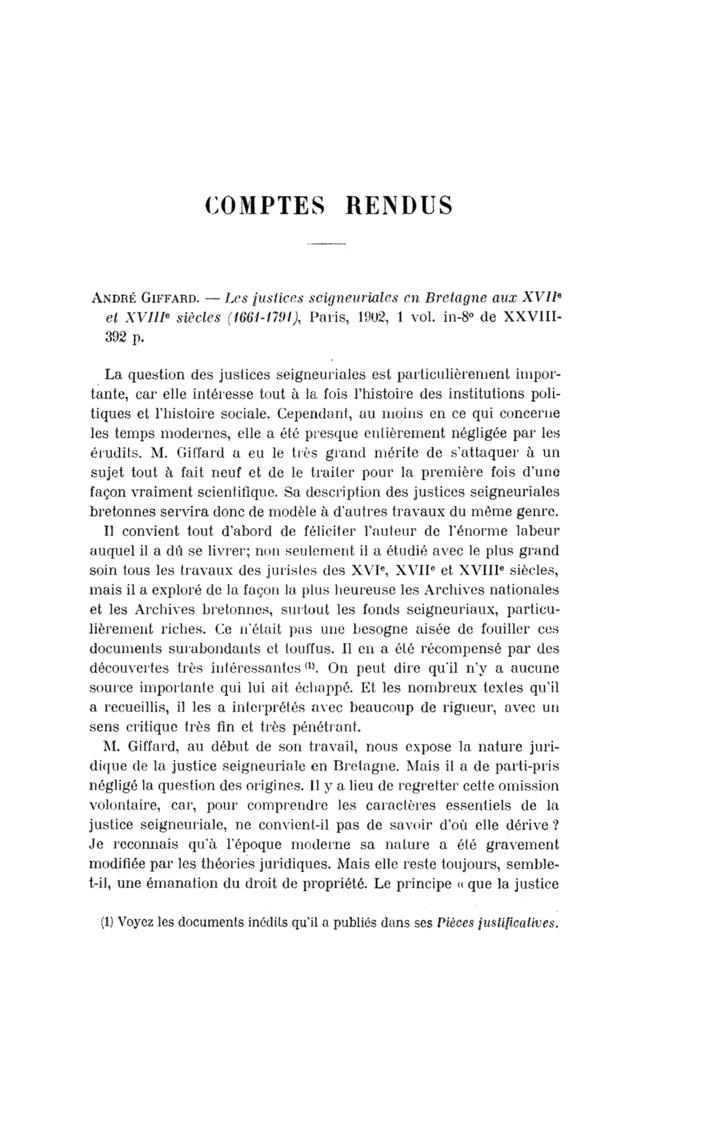 COMPTES RENDUS
ANDRÉ GIFFARD. — Les justices seigneuriales en Bretagne aux XVIIe
et XVIIIe siècles (1661-1791), Paris, 1902, 1 vol. in-8o de XXVIII-
392 p.
La question des justices seigneuriales est particulièrement impor-
tante, car elle intéresse tout à la fois l'histoire des institutions poli-
tiques et l'histoire sociale. Cependant, au moins en ce qui concerne
les temps modernes, elle a été presque entièrement négligée par les
érudits. M. Giffard a eu le très grand mérite de s'attaquer à un
sujet tout à fait neuf et de le traiter pour la première fois d'une
façon vraiment scientifique. Sa description des justices seigneuriales
bretonnes servira donc de modèle à d'autres travaux du même genre.
Il convient tout d'abord de féliciter l'auteur de l'énorme labeur
auquel il a dû se livrer; non seulement il a étudié avec le plus grand
soin tous les travaux des juristes des XVIe, XVIIe et XVIIIe siècles,
mais il a exploré de la façon la plus heureuse les Archives nationales
et les Archives bretonnes, surtout les fonds seigneuriaux, particu-
lièrement riches. Ce n'était pas une besogne aisée de fouiller ces
documents surabondants et touffus. Il en a été récompensé par des
découvertes très intéressantes (1). On peut dire qu'il n'y a aucune
source importante qui lui ait échappé. Et les nombreux textes qu'il
a recueillis, il les a interprétés avec beaucoup de rigueur, avec un
sens critique très fin et très pénétrant.
M. Giffard, au début de son travail, nous expose la nature juri-
dique de la justice seigneuriale en Bretagne. Mais il a de parti-pris
négligé la question des origines. Il y a lieu de regretter cette omission
volontaire, car, pour comprendre les caractères essentiels de la
justice seigneuriale, ne convient-il pas de savoir d'où elle dérive ?
Je reconnais qu'à l'époque moderne sa nature a été gravement
modifiée par les théories juridiques. Mais elle reste toujours, semble-
t-il, une émanation du droit de propriété. Le principe « que la justice
(1) Voyez les documents inédits qu'il a publiés dans ses Pièces justificatives.